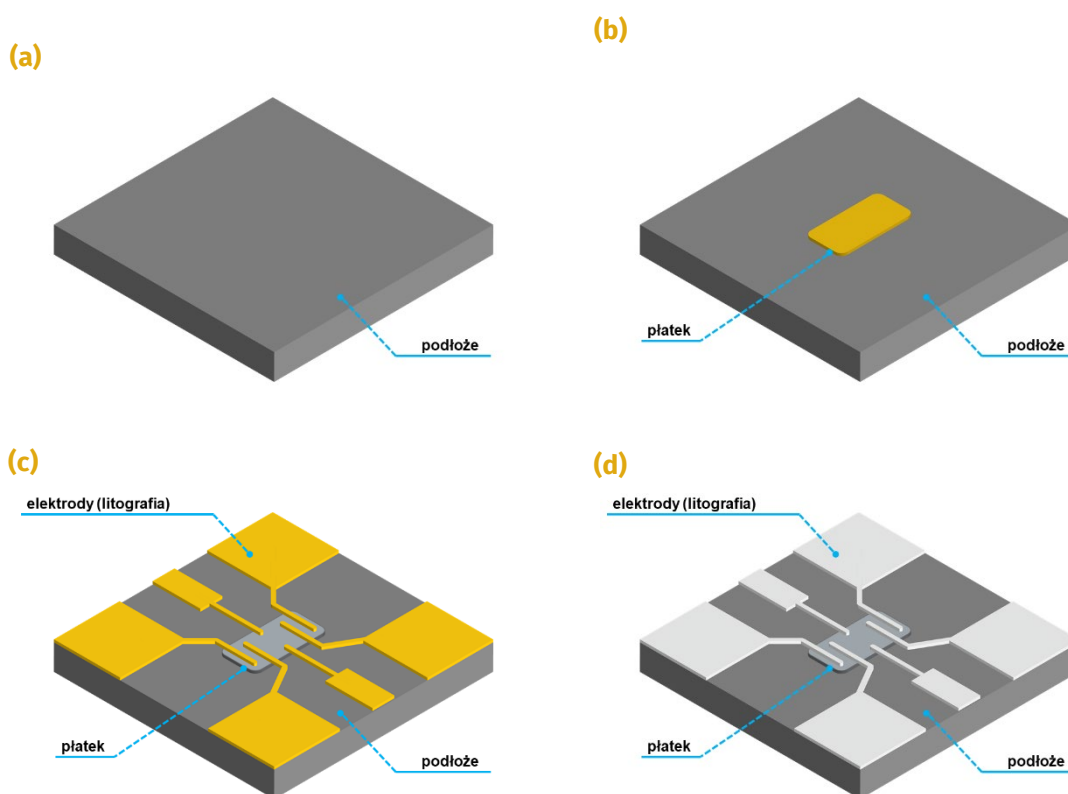 (a)
podłoże
(b)
płatek
podłoże
(c)
elektrody (litografia)
płatek
podłoże
(d)
elektrody (litografia)
płatek
podłoże